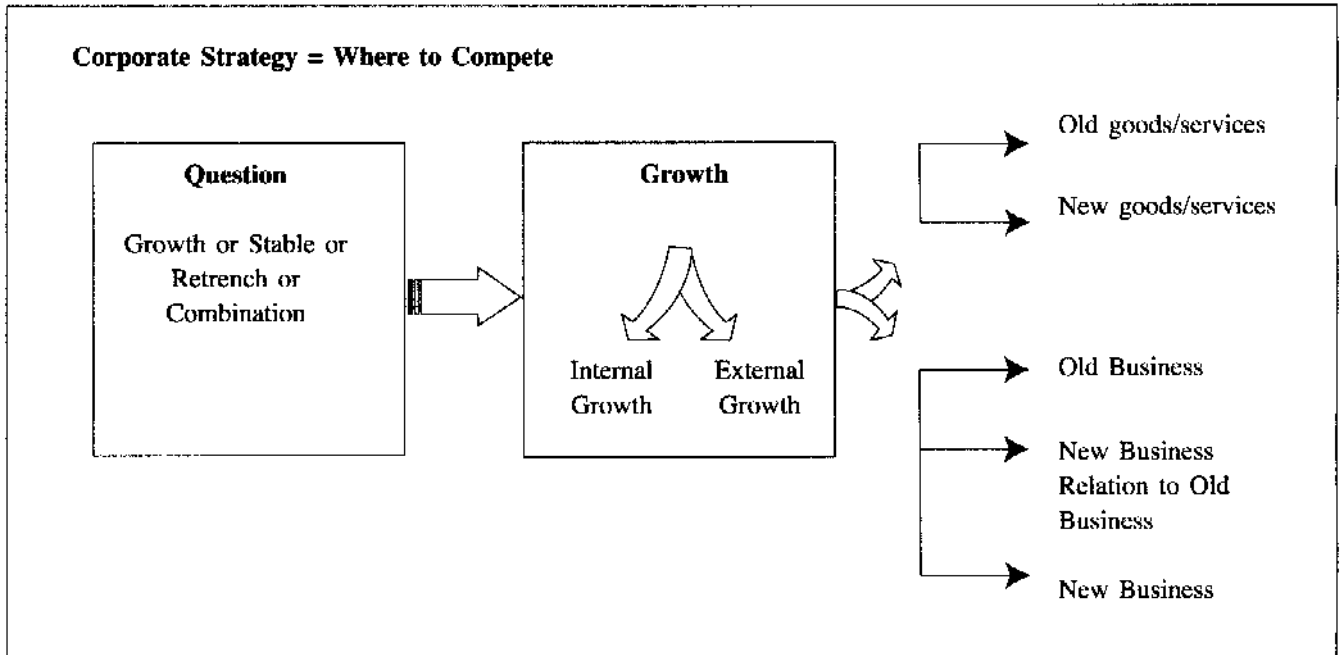 Corporate Strategy = Where to Compete
Question
Growth or Stable or
Retrench or
Combination
Growth
Internal
Growth
External
Growth
Old goods/services
New goods/services
Old Business
New Business
Relation to Old
Business
New Business